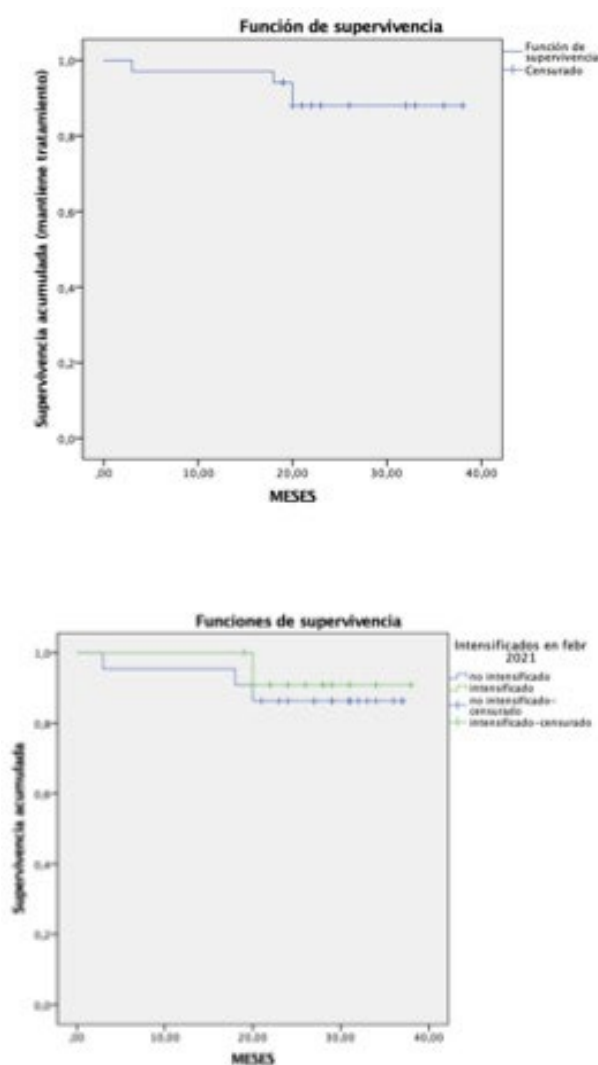 Función de supervivencia
Función de
supervivencia
Censurado
Supervivencia acumulada (mantiene tratamiento)
1,0
0,8
0,6
0,4
0,2
0,0
,00 10,00 20,00 30,00 40,00
MESES
Funciones de supervivencia
Intensificados en febr
2021
no intensificado
intensificado
no intensificado-
censurado
intensificado-censurado
Supervivencia acumulada
1,0
0,8
0,6
0,4
0,2
0,0
,00 10,00 20,00 30,00 40,00
MESES